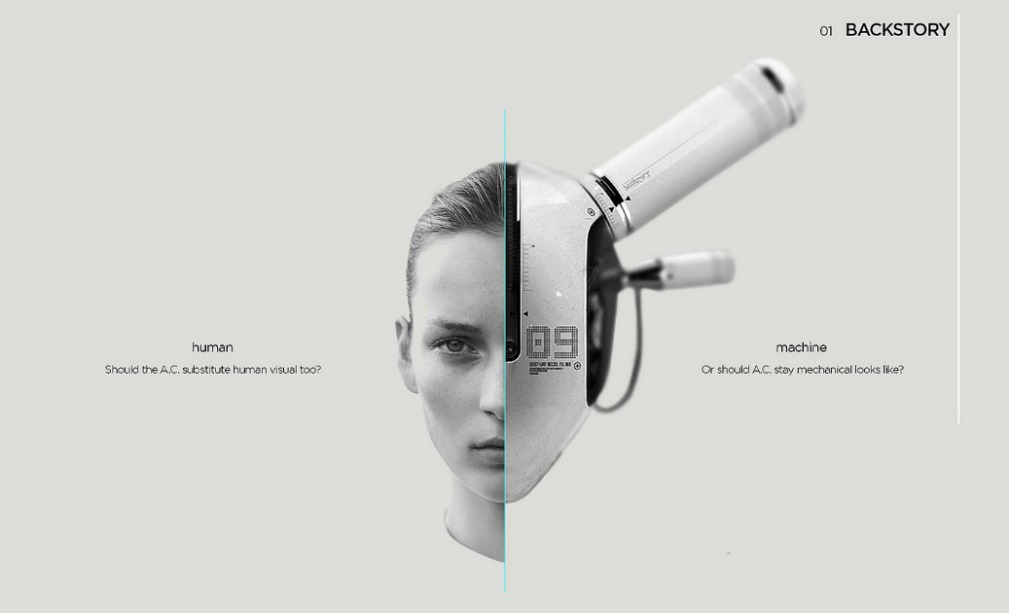 01 BACKSTORY
09
human
Should the A.C. substitute human visual too?
machine
Or should A.C. stay mechanical looks like?